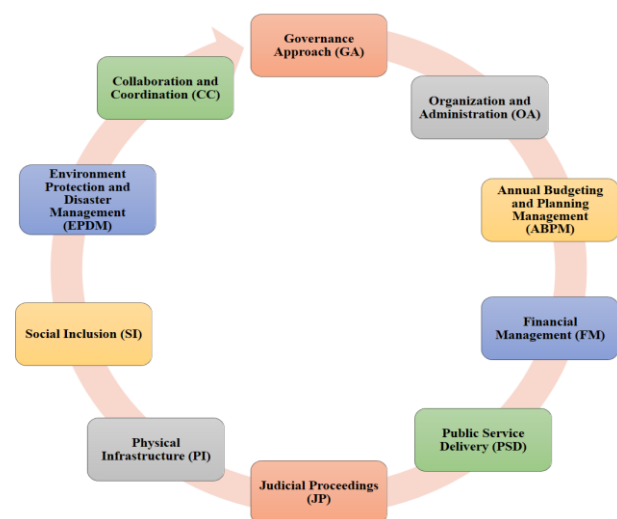 Governance
Approach (GA)
Organization and
Administration (OA)
Annual Budgeting
and Planning
Management
(ABPM)
Financial
Management (FM)
Public Service
Delivery (PSD)
Judicial Proceedings
(JP)
Physical
Infrastructure (PI)
Social Inclusion (SI)
Environment
Protection and
Disaster
Management
(EPDM)
Collaboration and
Coordination (CC)